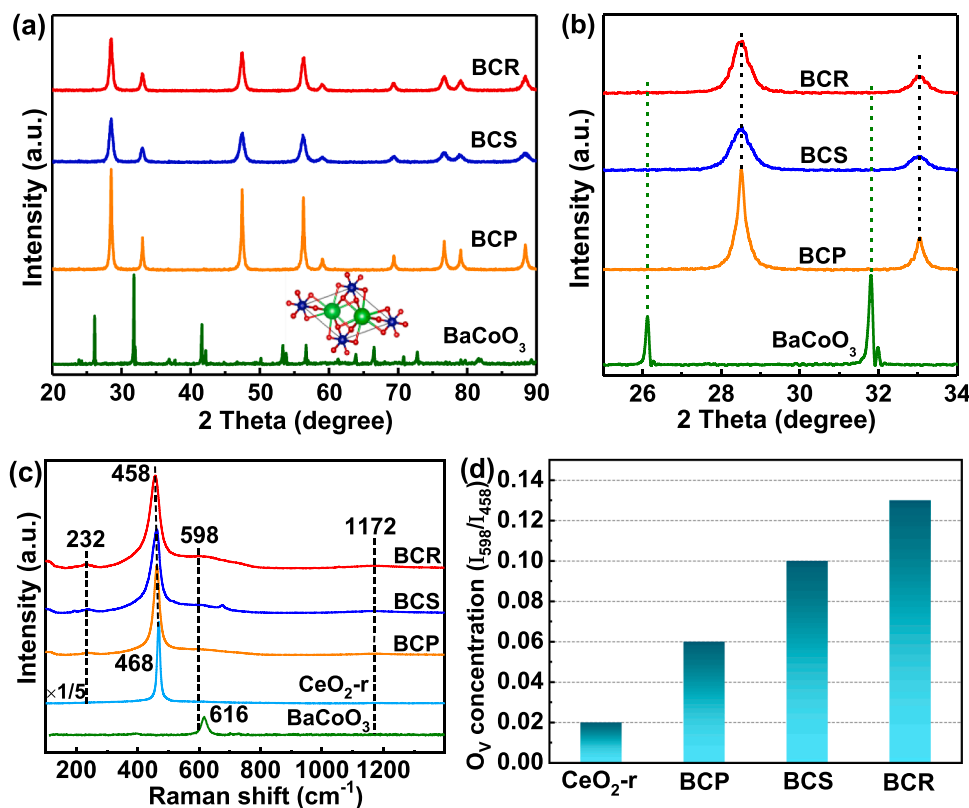 (a)
BCR
BCS
BCP
BaCoO3
Intensity (a.u.)
20 30 40 50 60 70 80 90
2 Theta (degree)
(b)
BCR
BCS
BCP
BaCoO3
Intensity (a.u.)
26 28 30 32 34
2 Theta (degree)
(c)
458
232
598
1172
BCR
BCS
BCP
468
×1/5
CeO2-r
616
BaCoO3
Intensity (a.u.)
200 400 600 800 1000 1200
Raman shift (cm-1)
(d)
OV concentration (I598/I458)
0.14
0.12
0.10
0.08
0.06
0.04
0.02
0.00
CeO2-r BCP BCS BCR